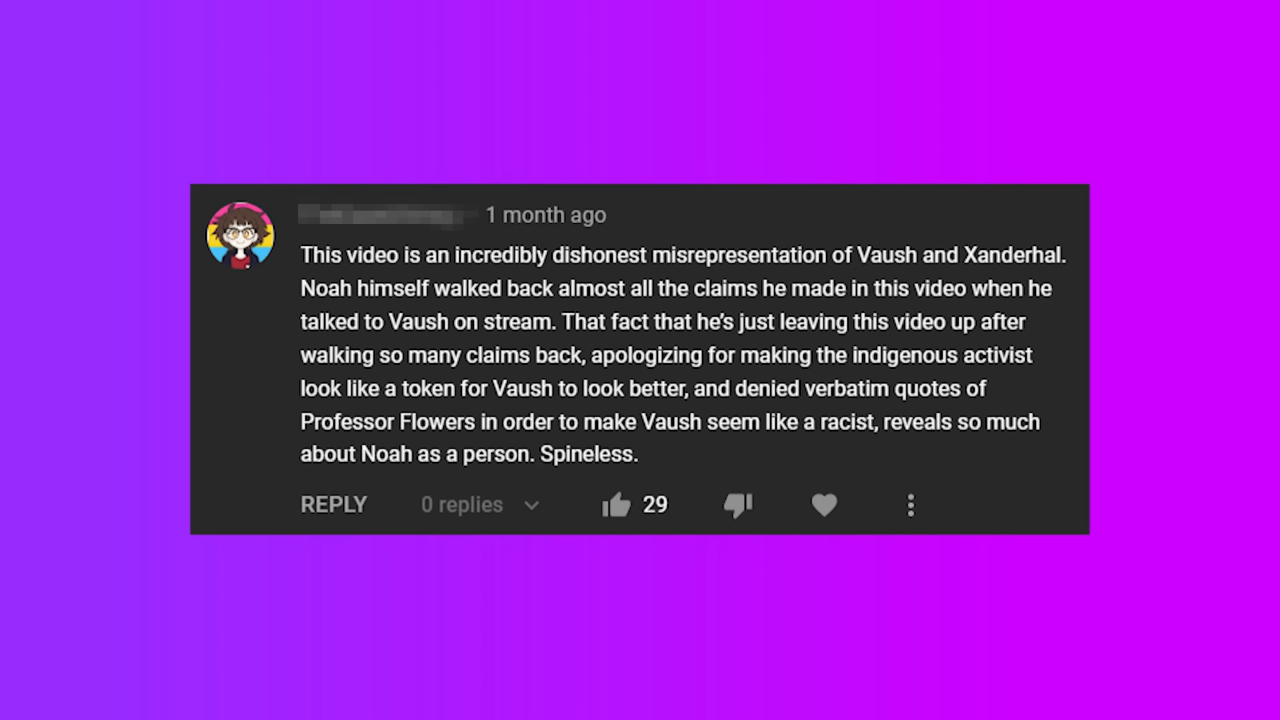 1 month ago
This video is an incredibly dishonest misrepresentation of Vaush and Xanderhal.
Noah himself walked back almost all the claims he made in this video when he
talked to Vaush on stream. That fact that he's just leaving this video up after
walking so many claims back, apologizing for making the indigenous activist
look like a token for Vaush to look better, and denied verbatim quotes of
Professor Flowers in order to make Vaush seem like a racist, reveals so much
about Noah as a person. Spineless.
REPLY 0 replies 29